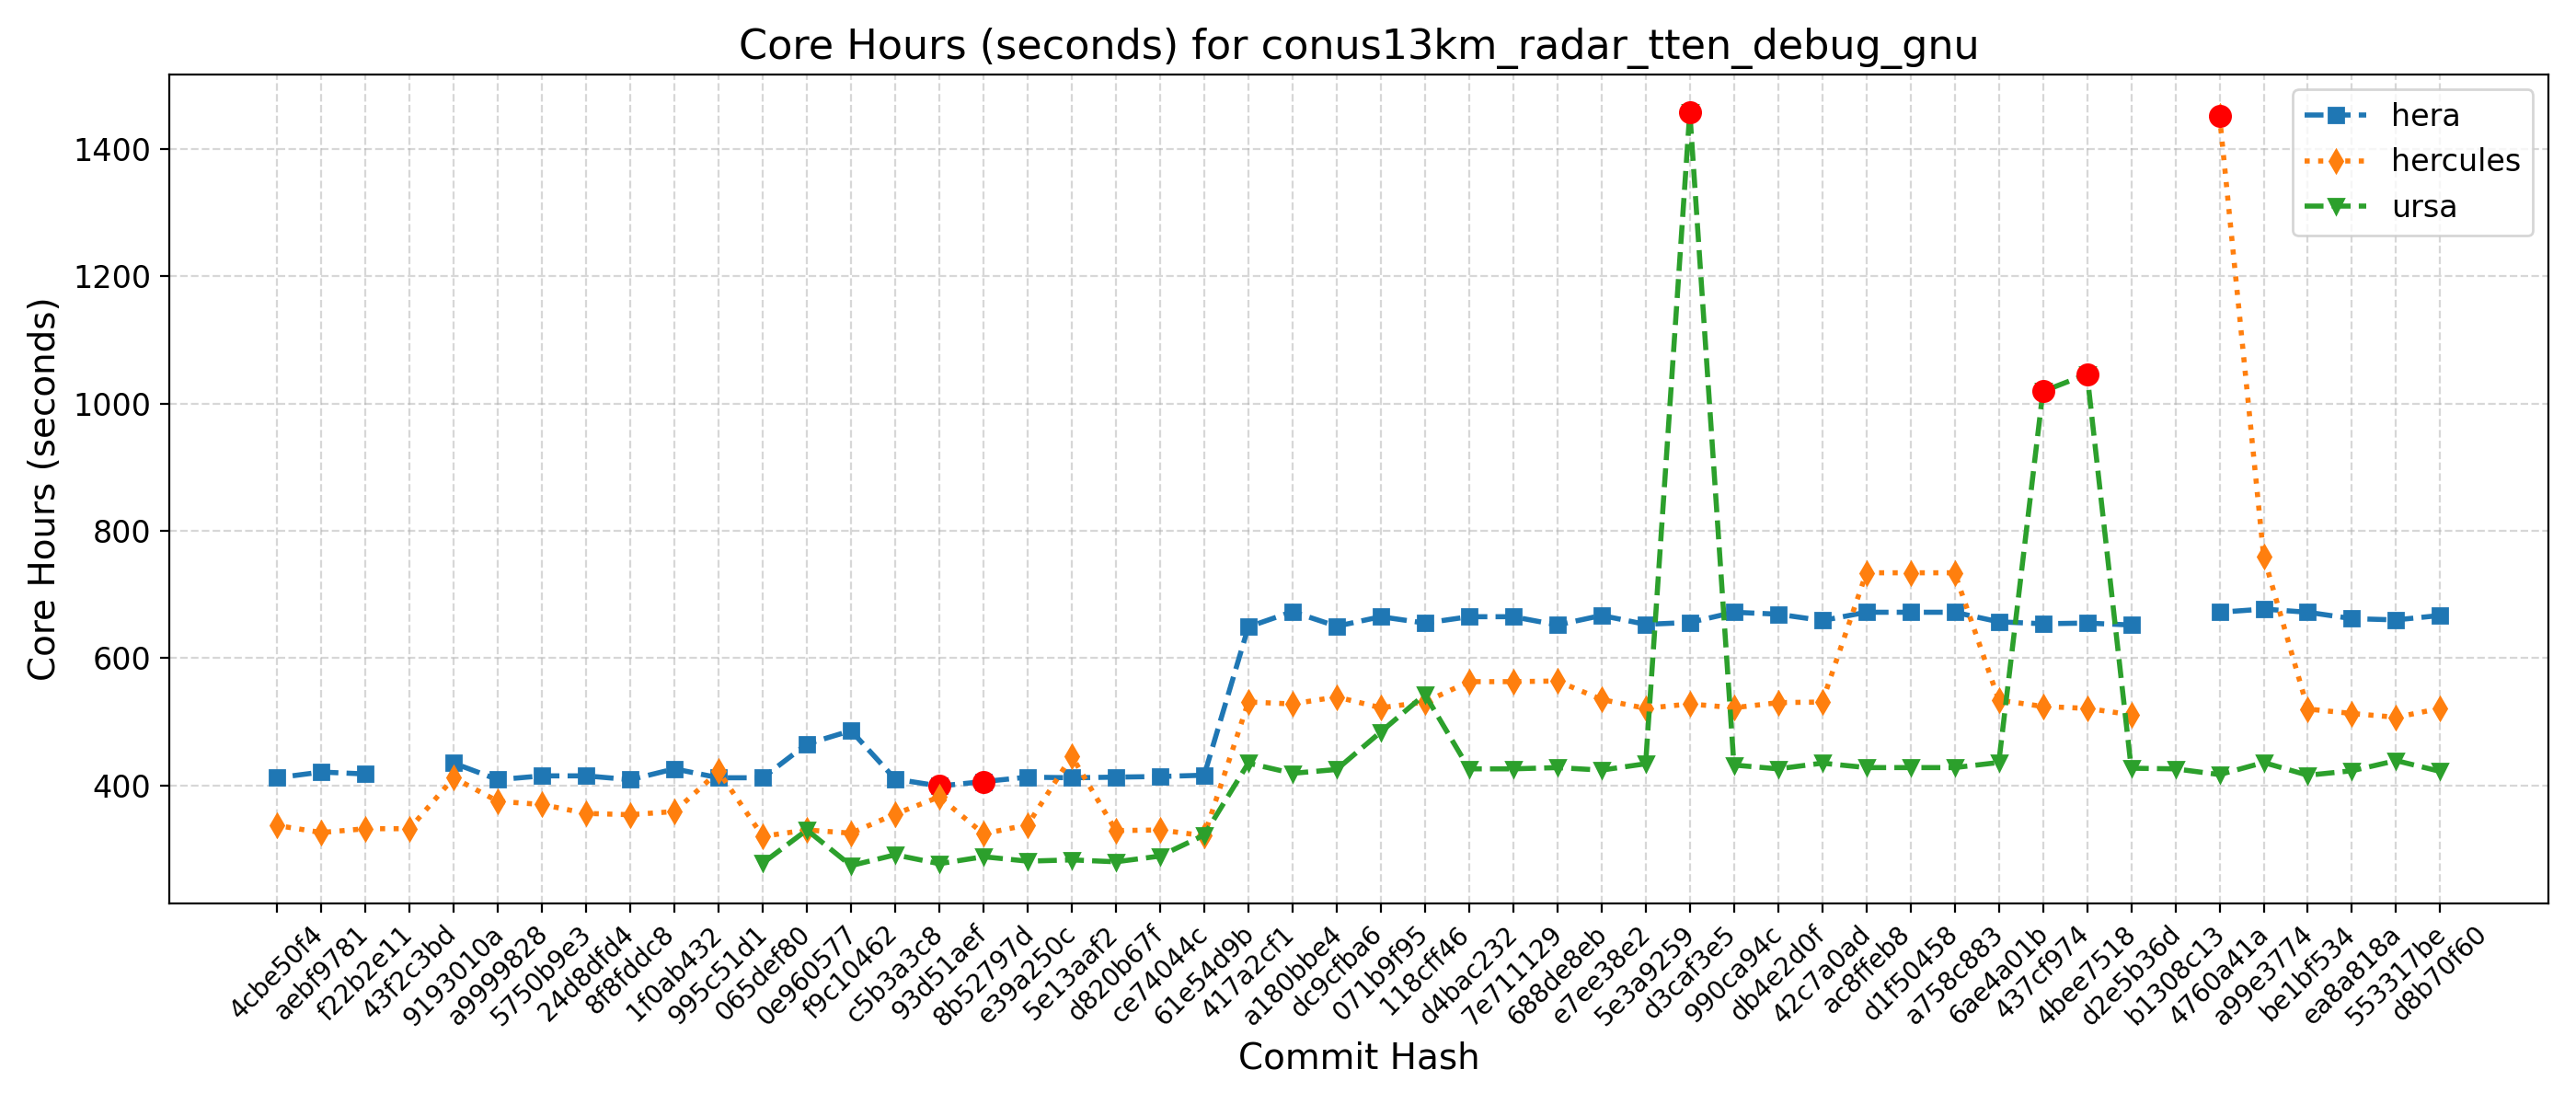 Core Hours (seconds) for conus13km_radar_tten_debug_gnu
Core Hours (seconds)
1400
1200
1000
800
600
400
hera
hercules
ursa
4cbe50f4
aebf9781
f22b2e11
43f2c3bd
9193010a
a9999828
5750b9e3
24d8dfd4
8f8fddc8
1f0ab432
995c51d1
065def80
0e960577
f9c10462
c5b3a3c8
93d51aef
8b52797d
e39a250c
5e13aaf2
d820b67f
ce74044c
61e54d9b
417a2cf1
a180bbe4
dc9cfba6
071b9f95
118cff46
d4bac232
7e711129
688de8eb
e7ee38e2
5e3a9259
d3caf3e5
990ca94c
db4e2d0f
42c7a0ad
ac8ffeb8
d1f50458
a758c883
6ae4a01b
437cf974
4bee7518
d2e5b36d
b1308c13
4760a41a
a99e3774
be1bf534
ea8a818a
553317be
d8b70f60
Commit Hash